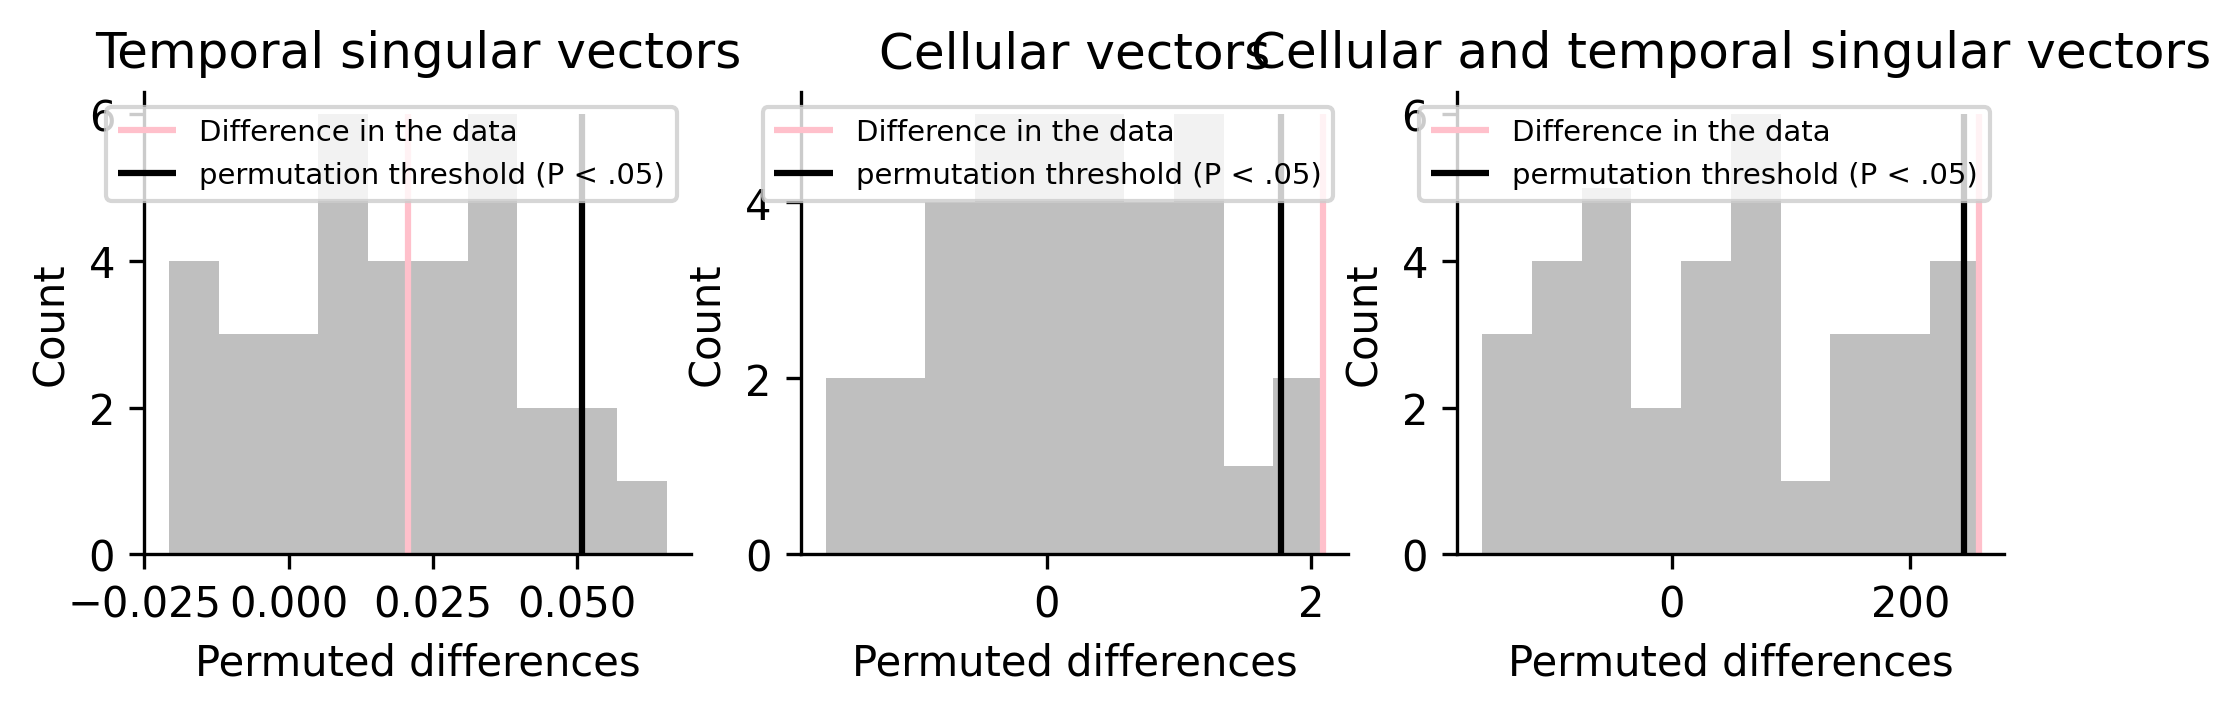 Temporal singular vectors
6
4
2
0
Count
Difference in the data
permutation threshold (P < .05)
−0.025 0.000 0.025 0.050
Permuted differences
Cellular vectors
4
2
0
Count
Difference in the data
permutation threshold (P < .05)
0 2
Permuted differences
Cellular and temporal singular vectors
6
4
2
0
Count
Difference in the data
permutation threshold (P < .05)
0 200
Permuted differences